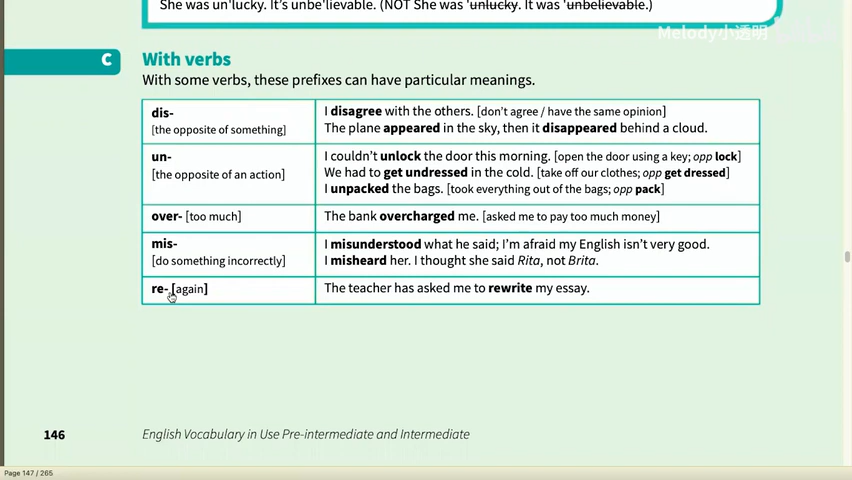 She was un'lucky. It's unbe'lievable. (NOT She was 'unlucky. It was 'unbelievable.)
Melody小透明
C
With verbs
With some verbs, these prefixes can have particular meanings.
dis-
[the opposite of something]
I disagree with the others. [don't agree / have the same opinion]
The plane appeared in the sky, then it disappeared behind a cloud.
un-
[the opposite of an action]
I couldn't unlock the door this morning. [open the door using a key; opp lock]
We had to get undressed in the cold. [take off our clothes; opp get dressed]
I unpacked the bags. [took everything out of the bags; opp pack]
over- [too much]
The bank overcharged me. [asked me to pay too much money]
mis-
[do something incorrectly]
I misunderstood what he said; I'm afraid my English isn't very good.
I misheard her. I thought she said Rita, not Brita.
re- [again]
The teacher has asked me to rewrite my essay.
146
English Vocabulary in Use Pre-intermediate and Intermediate
Page 147 / 265